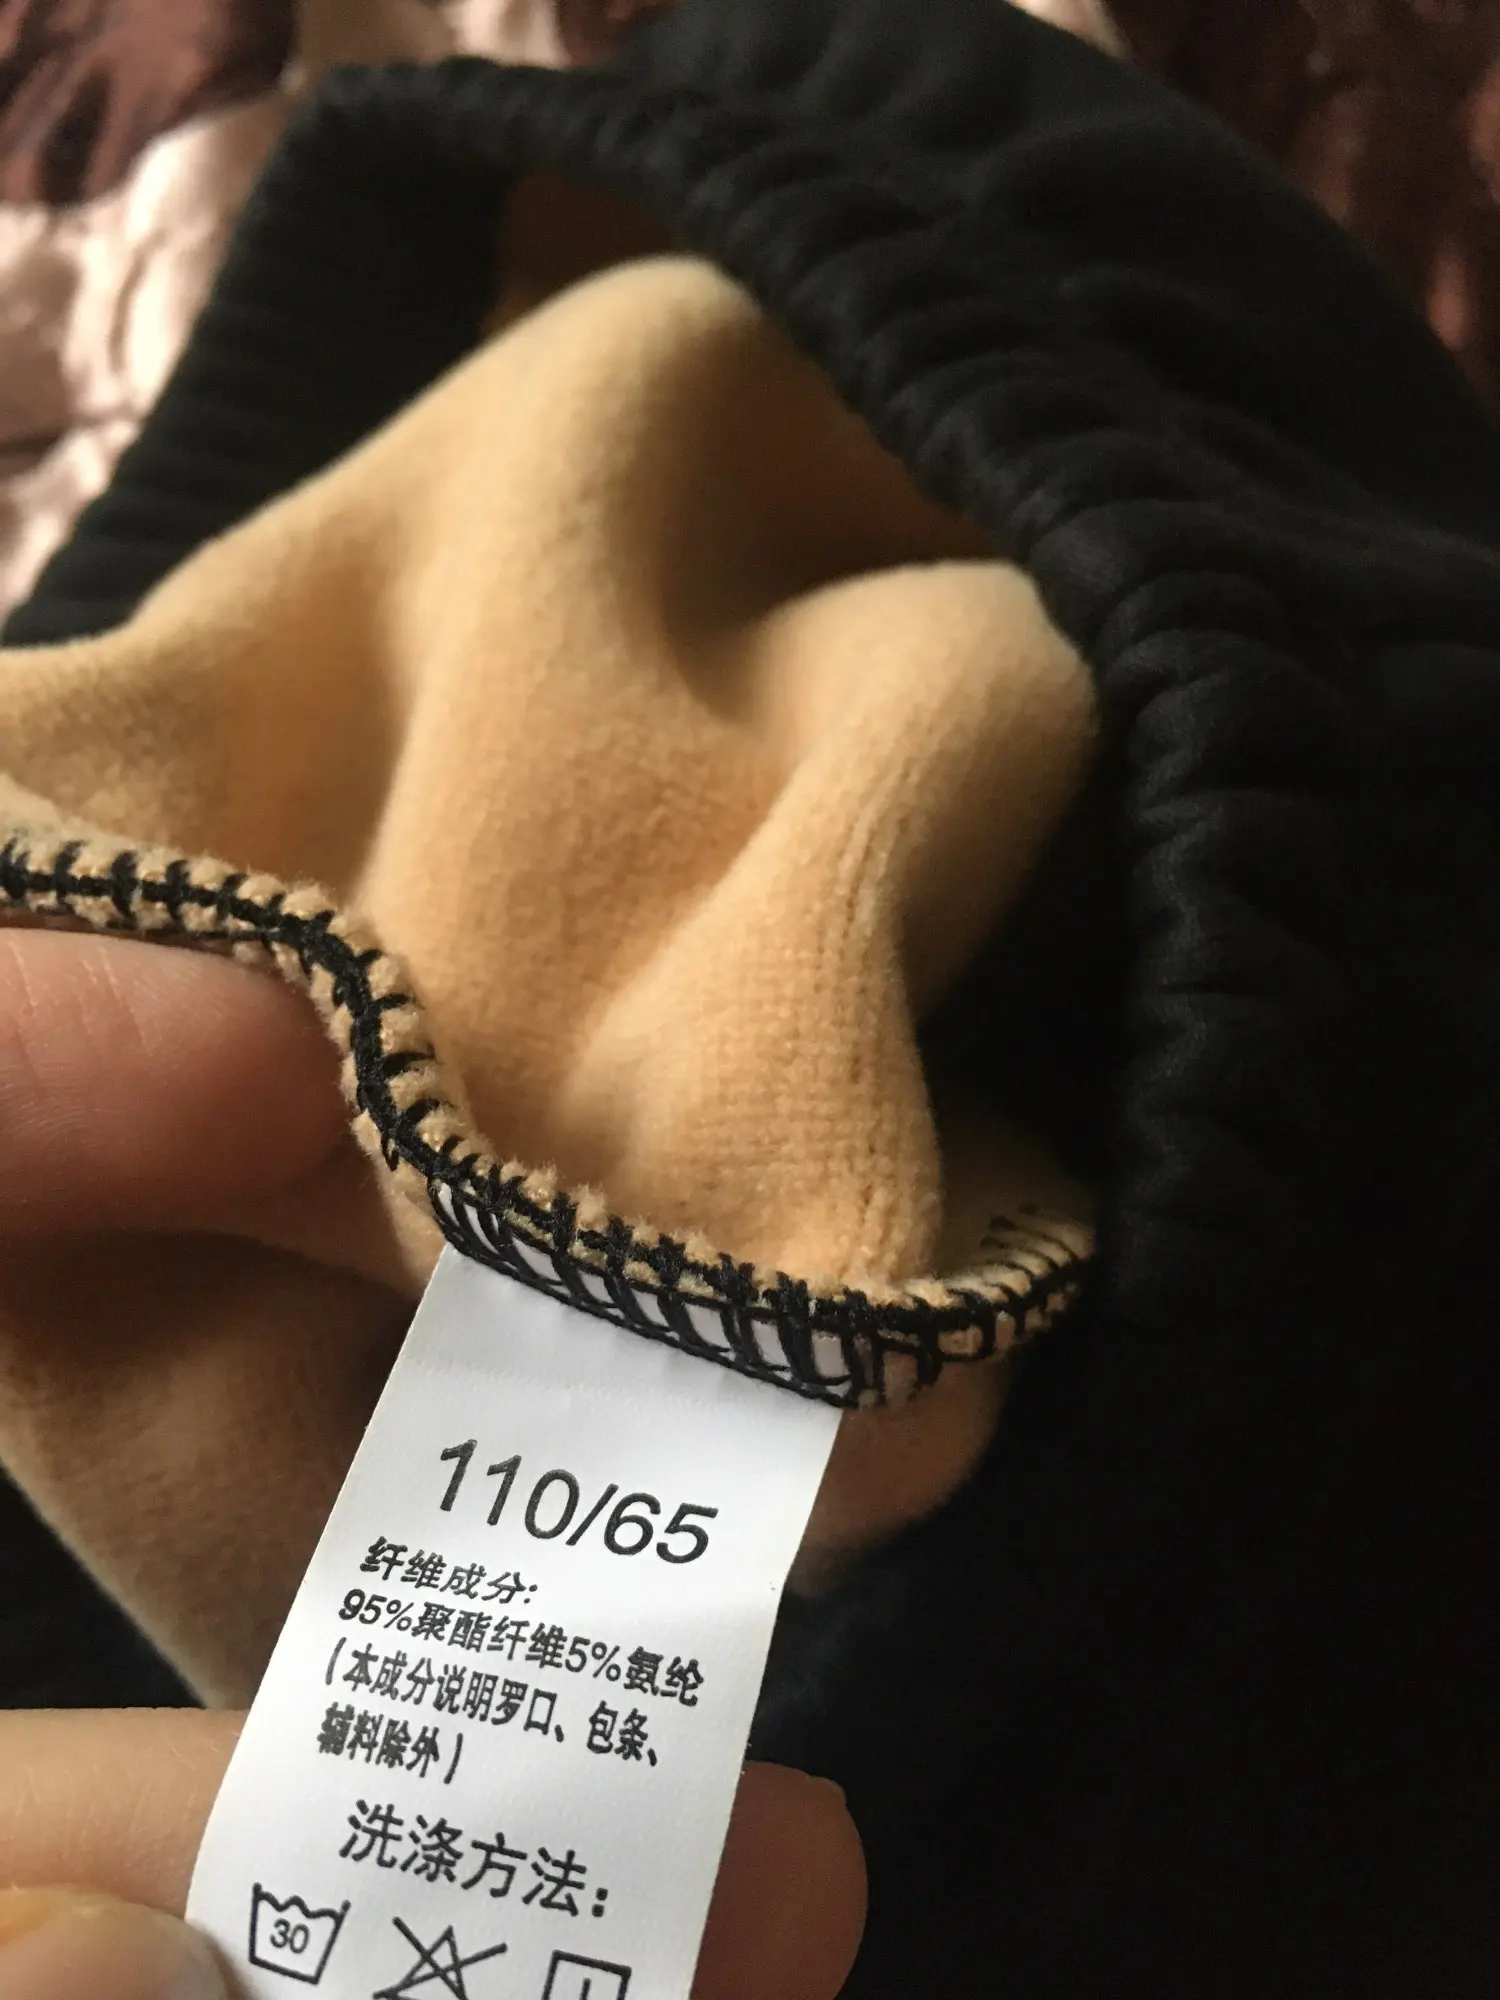 110/65
纤维成分:
95%聚酯纤维5%氨纶
(本成分说明罗口、包条、
辅料除外)
洗涤方法:
30